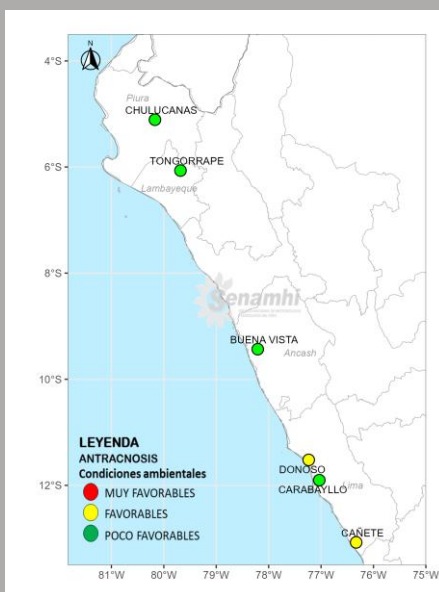 N
4°S
Piura
CHULUCANAS
6°S
TONGORRAPE
Lambayeque
8°S
Senamhi
BUENA VISTA
Ancash
10°S
LEYENDA
ANTRACNOSIS
Condiciones ambientales
MUY FAVORABLES
FAVORABLES
POCO FAVORABLES
DONOSO
CARABAYLLO
Lima
12°S
CAÑETE
81°W 80°W 79°W 78°W 77°W 76°W 75°W